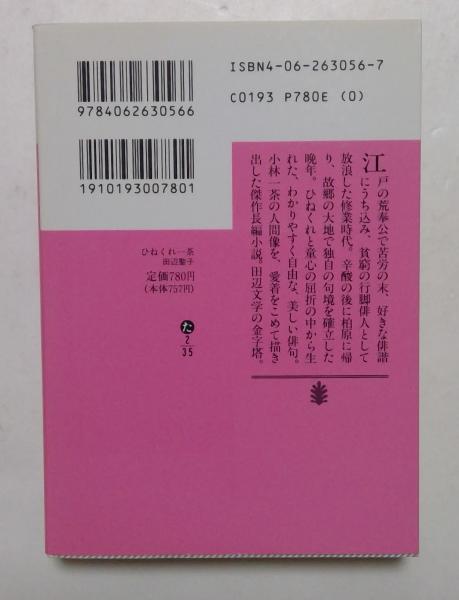 ISBN4-06-263056-7
C0193 P780E (0)
9784062630566
1910193007801
江戸の荒奉公で苦労の末、好きな俳諧
にうち込み、貧窮の行脚俳人として
放浪した修業時代。辛酸の後に柏原に帰
り、故郷の大地で独自の句境を確立した
晩年。ひねくれと童心の屈折の中から生
れた、わかりやすく自由な、美しい俳句。
小林一茶の人間像を、愛着をこめて描き
出した傑作長編小説。田辺文学の金字塔。
ひねくれ一茶
田辺聖子
定価780円
(本体757円)
た
2
35